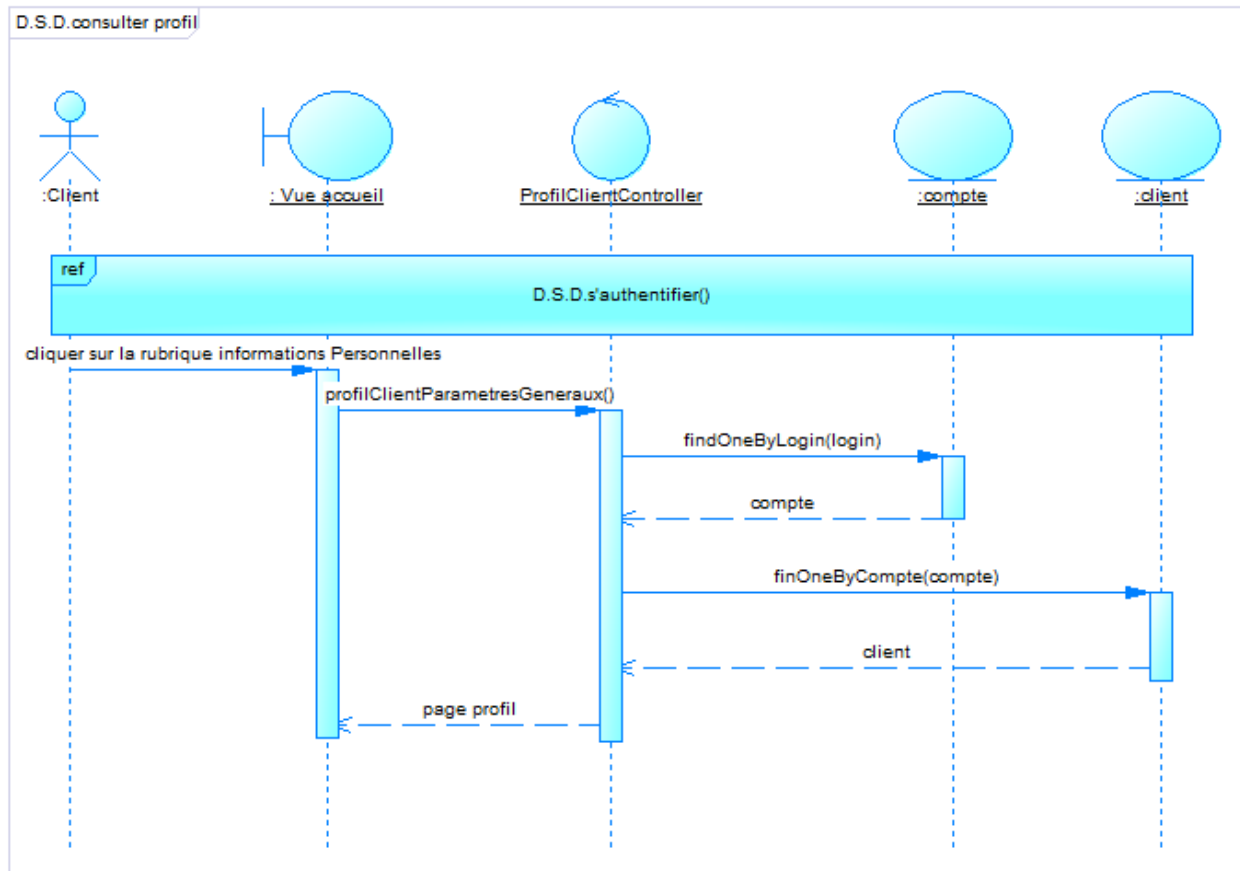 D.S.D.consulter profil
:Client
: Vue accueil
ProfilClientController
:compte
:client
ref
D.S.D.s'authentifier()
cliquer sur la rubrique informations Personnelles
profilClientParametresGeneraux()
findOneByLogin(login)
compte
finOneByCompte(compte)
client
page profil